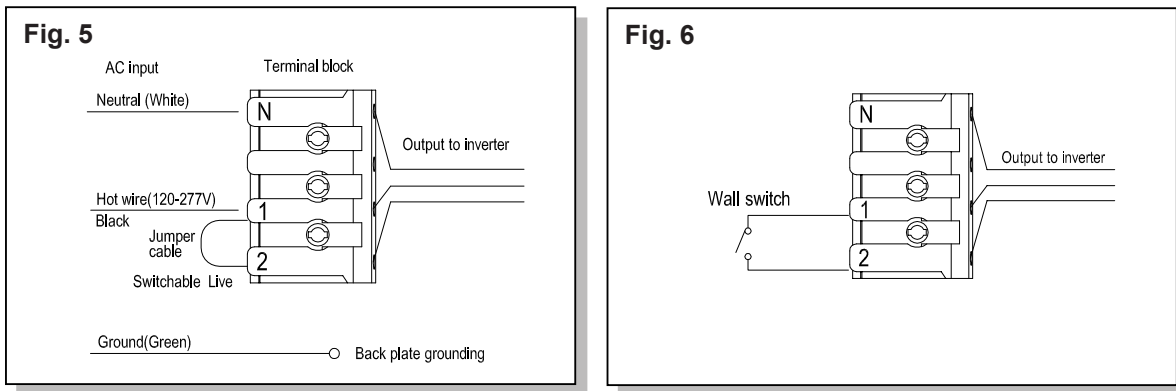 Fig. 5
AC input
Terminal block
Neutral (White)
N
Output to inverter
Hot wire(120-277V)
Black
1
Jumper
cable
2
Switchable Live
Ground(Green)
Back plate grounding
Fig. 6
N
Output to inverter
Wall switch
1
2